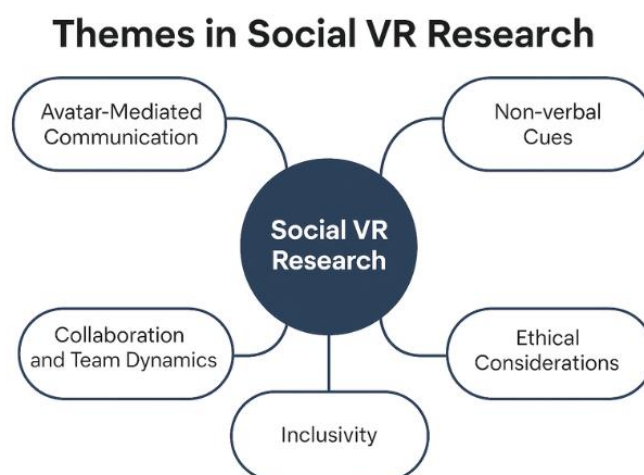 Themes in Social VR Research
Avatar-Mediated
Communication
Non-verbal
Cues
Social VR
Research
Collaboration
and Team Dynamics
Ethical
Considerations
Inclusivity